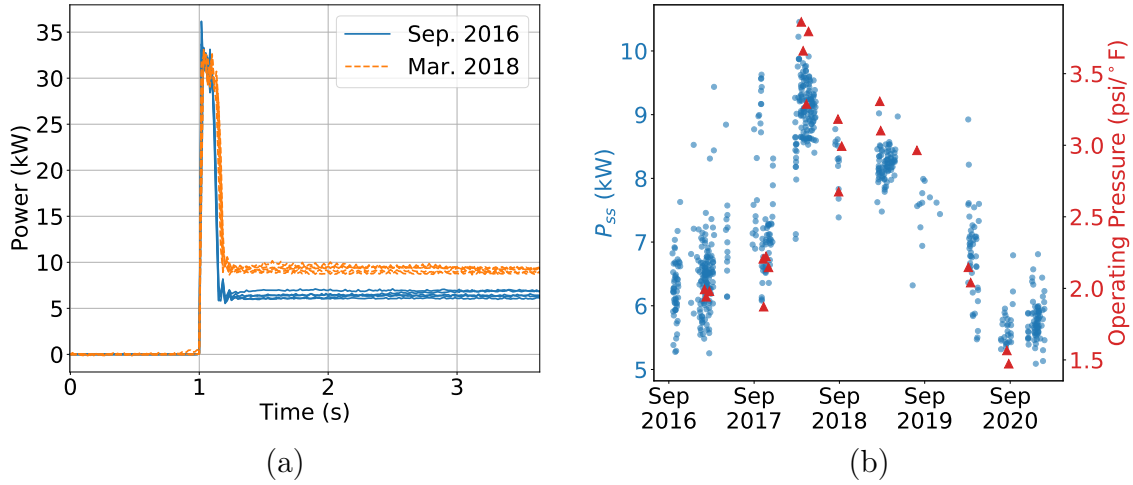 35
30
25
20
15
10
5
0
Power (kW)
0
1
2
3
Time (s)
Sep. 2016
Mar. 2018
(a)
10
9
8
7
6
5
P_ss (kW)
3.5
3.0
2.5
2.0
1.5
Operating Pressure (psi/°F)
Sep
2016
Sep
2017
Sep
2018
Sep
2019
Sep
2020
(b)